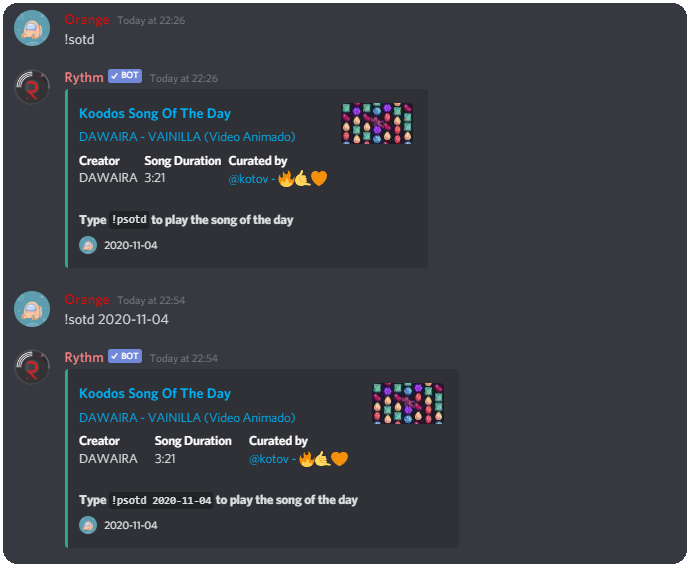 Orange Today at 22:26
!sotd
Rythm ✓ BOT Today at 22:26
Koodos Song Of The Day
DAWAIRA - VAINILLA (Video Animado)
Creator Song Duration Curated by
DAWAIRA 3:21 @kotov - 🔥🤙🧡
Type !psotd to play the song of the day
2020-11-04
Orange Today at 22:54
!sotd 2020-11-04
Rythm ✓ BOT Today at 22:54
Koodos Song Of The Day
DAWAIRA - VAINILLA (Video Animado)
Creator Song Duration Curated by
DAWAIRA 3:21 @kotov - 🔥🤙🧡
Type !psotd 2020-11-04 to play the song of the day
2020-11-04